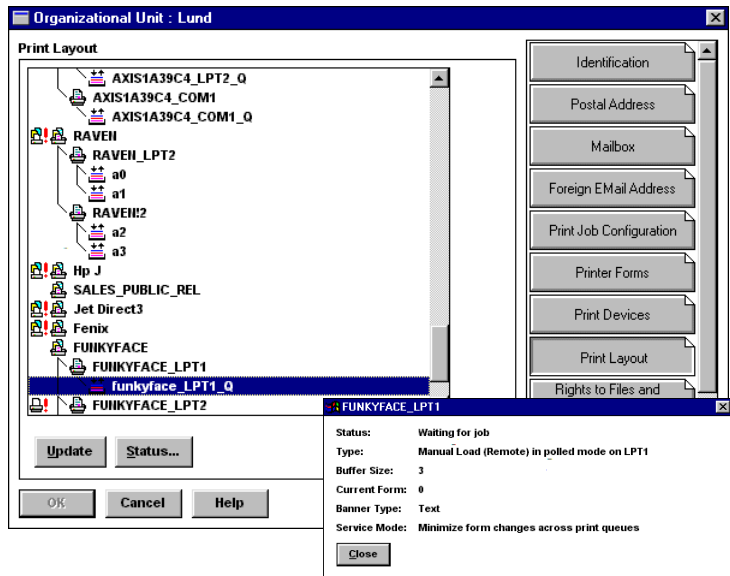 Organizational Unit : Lund
Print Layout
AXIS1A39C4_LPT2_Q
AXIS1A39C4_COM1
AXIS1A39C4_COM1_Q
RAVEN
RAVEN_LPT2
a0
a1
RAVEN!2
a2
a3
Hp J
SALES_PUBLIC_REL
Jet Direct3
Fenix
FUNKYFACE
FUNKYFACE_LPT1
funkyface_LPT1_Q
FUNKYFACE_LPT2
Update
Status...
OK
Cancel
Help
Identification
Postal Address
Mailbox
Foreign EMail Address
Print Job Configuration
Printer Forms
Print Devices
Print Layout
Rights to Files and
FUNKYFACE_LPT1
Status: Waiting for job
Type: Manual Load (Remote) in polled mode on LPT1
Buffer Size: 3
Current Form: 0
Banner Type: Text
Service Mode: Minimize form changes across print queues
Close